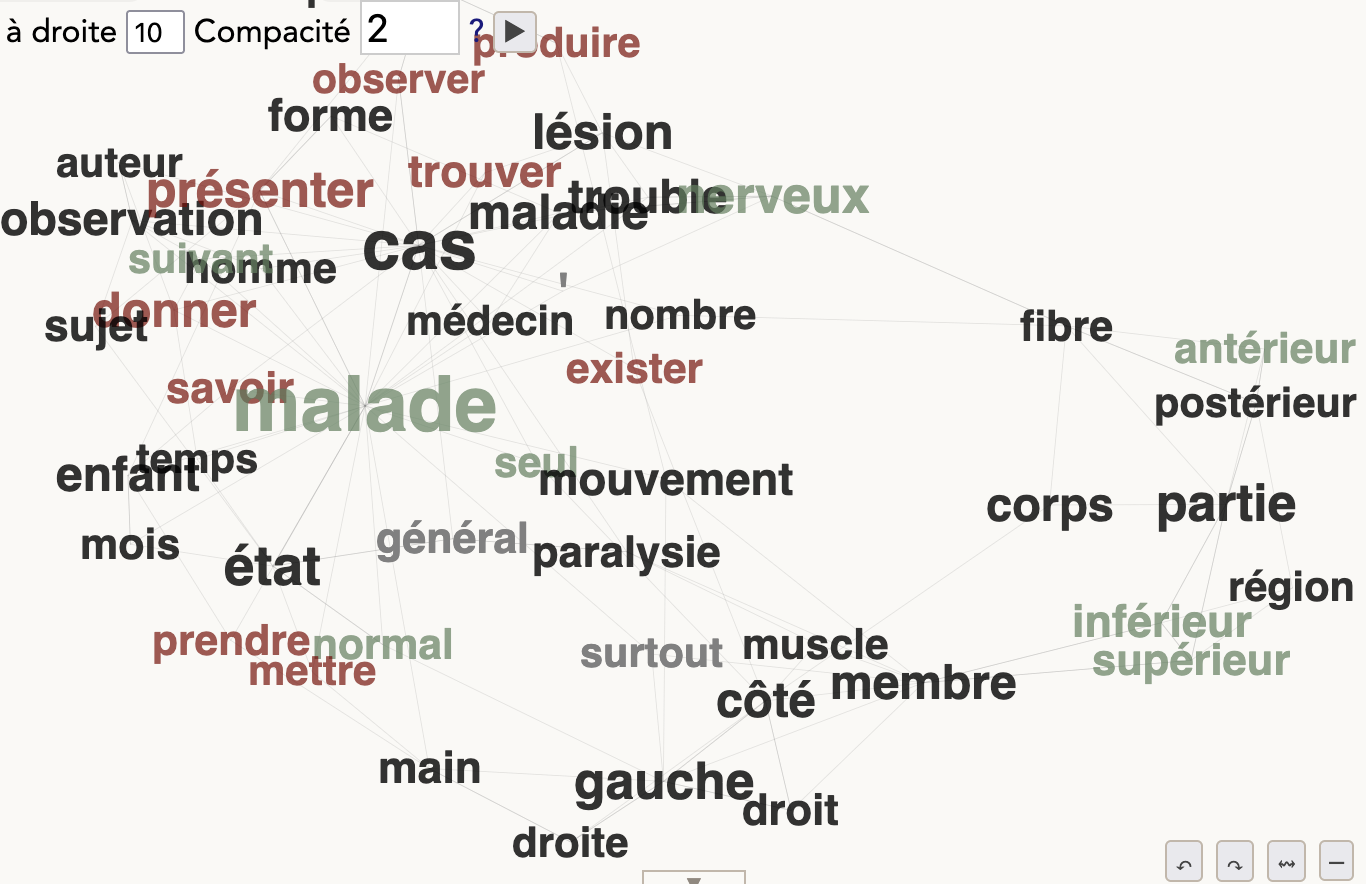 à droite 10 Compacité 2 ?
produire
observer
forme
lésion
auteur
trouver
présenter
trouble nerveux
maladie
observation
cas
suivant
homme
'
donner
médecin nombre
sujet
fibre
antérieur
exister
savoir
malade
postérieur
temps
seul
enfant
mouvement
corps partie
mois
général
paralysie
état
région
inférieur
prendre normal
surtout muscle
supérieur
mettre
membre
côté
main
gauche
droit
droite